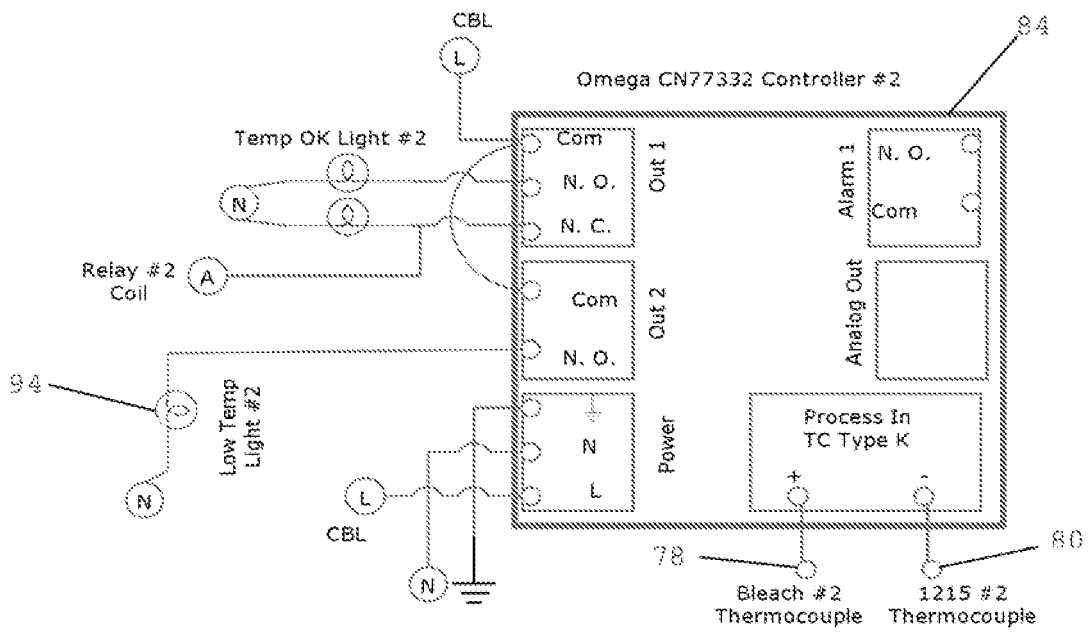 CBL
84
L
Omega CN77332 Controller #2
Temp OK Light #2
Com
N. O.
N. C.
Out 1
N. O.
Com
Alarm 1
N
Relay #2
Coil
A
Com
N. O.
Out 2
Analog Out
94
Low Temp
Light #2
N
N
L
Power
Process In
TC Type K
+
-
L
CBL
N
78
80
Bleach #2
Thermocouple
1215 #2
Thermocouple